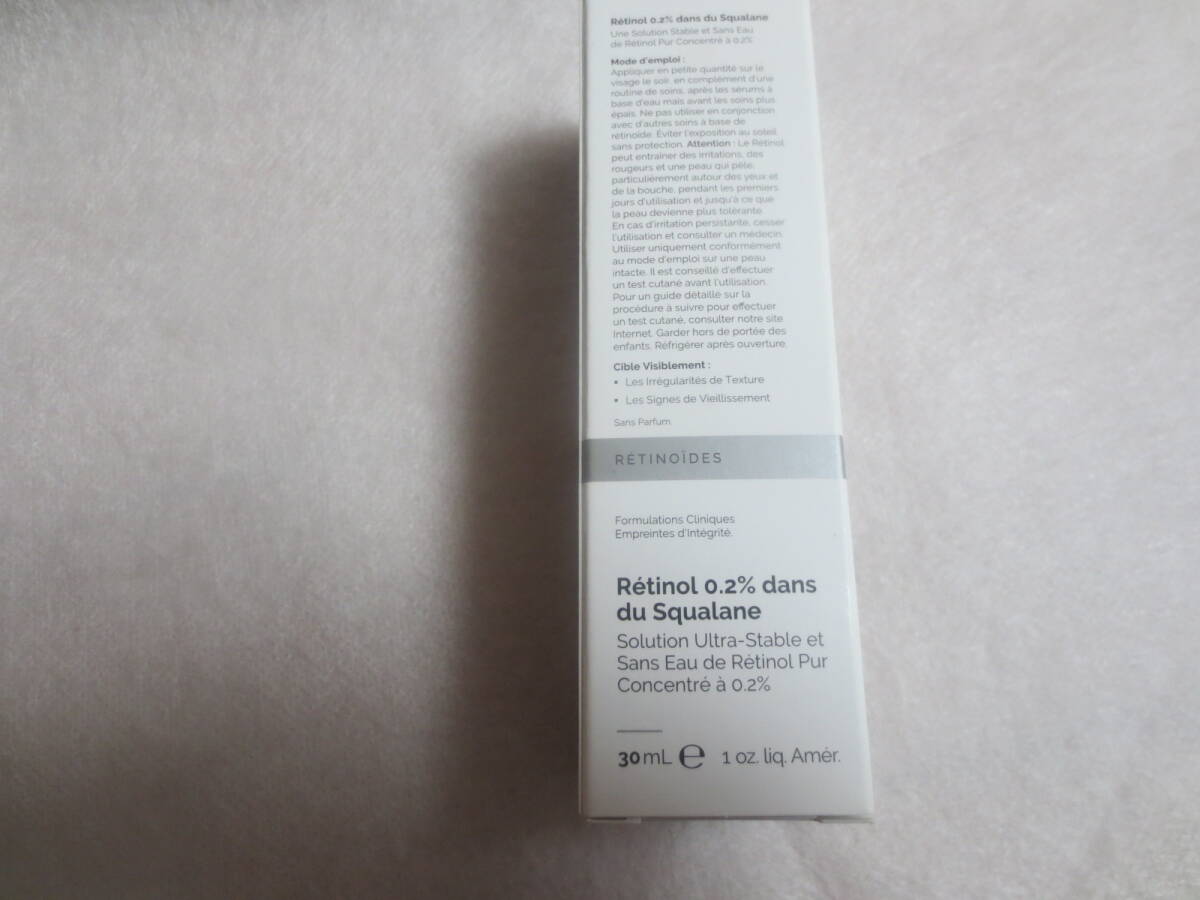 Rétinol 0.2% dans du Squalane
Une Solution Stable et Sans Eau
de Rétinol Pur Concentré à 0.2%
Mode d'emploi :
Appliquer en petite quantité sur le
visage le soir, en complément d'une
routine de soins, après les sérums à
base d'eau mais avant les soins plus
épais. Ne pas utiliser en conjonction
avec d'autres soins à base de
rétinoïde. Éviter l'exposition au soleil
sans protection. Attention : Le Rétinol
peut entraîner des irritations, des
rougeurs et une peau qui pèle,
particulièrement autour des yeux et
de la bouche, pendant les premiers
jours d'utilisation et jusqu'à ce que
la peau devienne plus tolérante.
En cas d'irritation persistante, cesser
l'utilisation et consulter un médecin.
Utiliser uniquement conformément
au mode d'emploi sur une peau
intacte. Il est conseillé d'effectuer
un test cutané avant l'utilisation.
Pour un guide détaillé sur la
procédure à suivre pour effectuer
un test cutané, consulter notre site
Internet. Garder hors de portée des
enfants. Réfrigérer après ouverture.
Cible Visiblement :
• Les Irrégularités de Texture
• Les Signes de Vieillissement
Sans Parfum
RÉTINOÏDES
Formulations Cliniques
Empreintes d'Intégrité.
Rétinol 0.2% dans
du Squalane
Solution Ultra-Stable et
Sans Eau de Rétinol Pur
Concentré à 0.2%
30 mL ℮ 1 oz. liq. Amér.